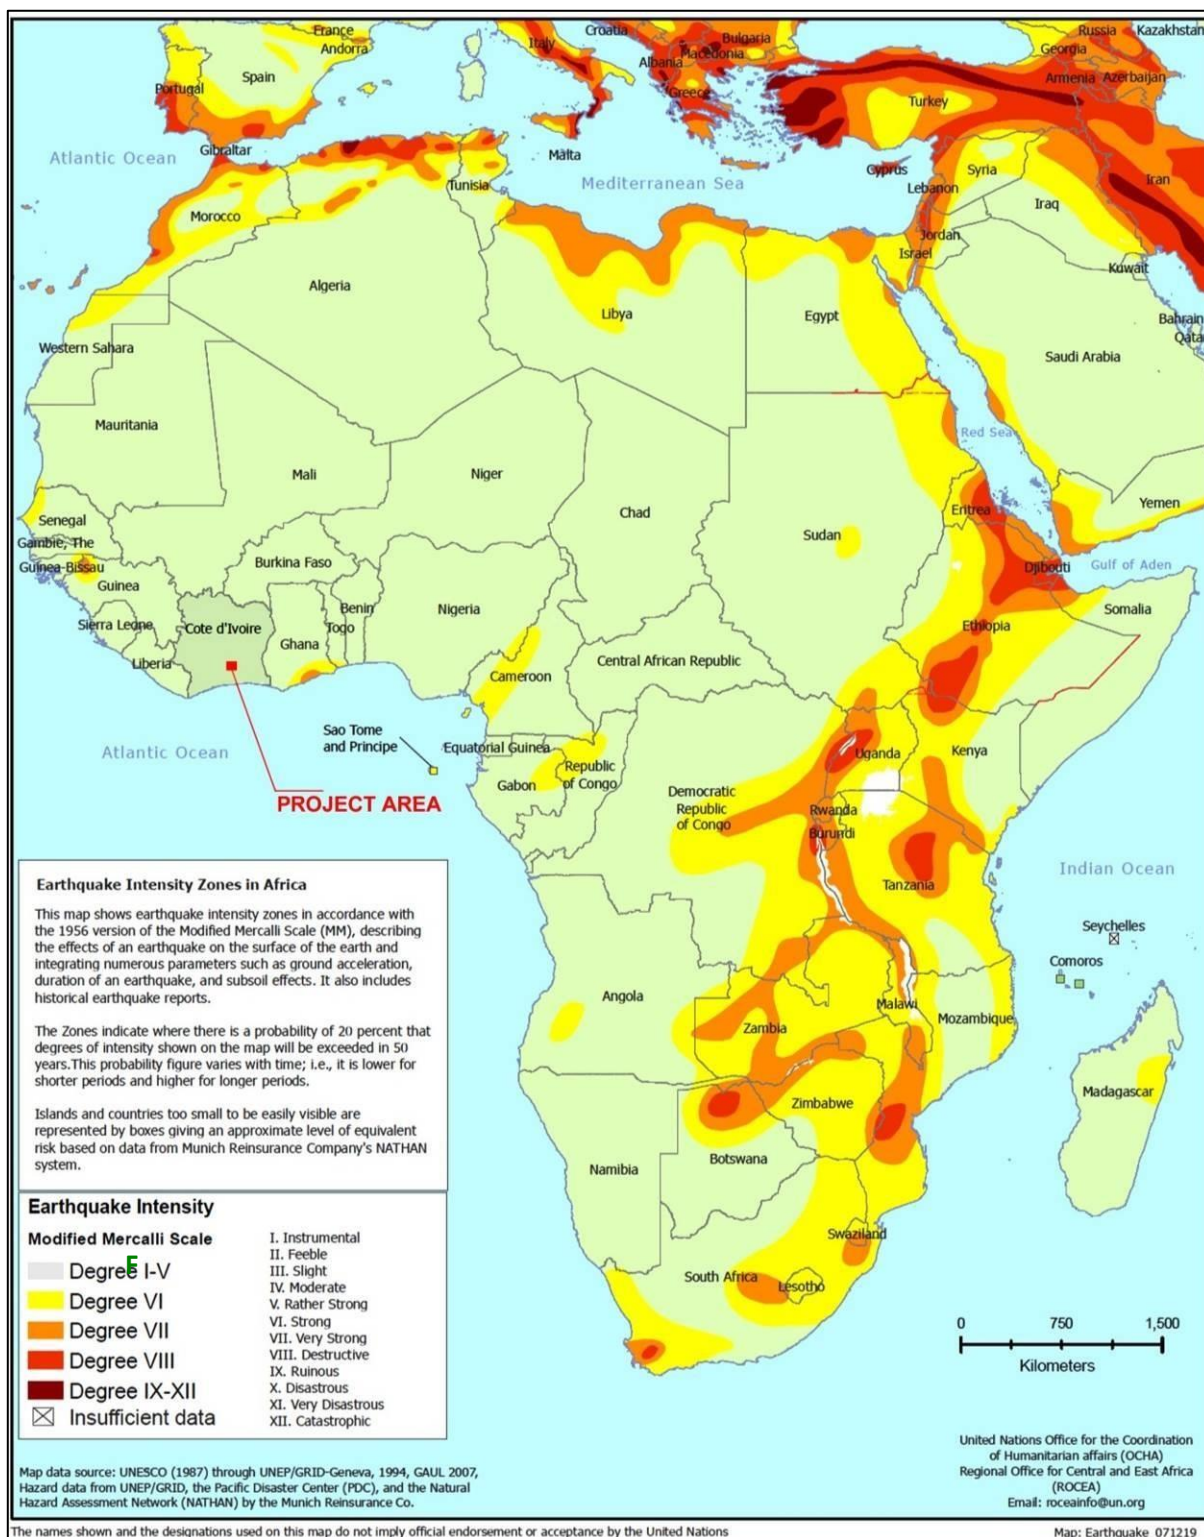 France
Andorra
Spain
Portugal
Gibraltar
Italy
Croatia
Bulgaria
Macedonia
Albania
Greece
Malta
Turkey
Georgia
Russia
Kazakhstan
Armenia
Azerbaijan
Cyprus
Lebanon
Syria
Iraq
Iran
Jordan
Israel
Kuwait
Bahrain
Qata
Saudi Arabia
Yemen
Atlantic Ocean
Mediterranean Sea
Red Sea
Gulf of Aden
Morocco
Tunisia
Algeria
Libya
Egypt
Western Sahara
Mauritania
Mali
Niger
Chad
Sudan
Eritrea
Djibouti
Ethiopia
Somalia
Senegal
Gambie, The
Guinea-Bissau
Guinea
Sierra Leone
Liberia
Cote d'Ivoire
Burkina Faso
Ghana
Togo
Benin
Nigeria
Cameroon
Central African Republic
Sao Tome
and Principe
Equatorial Guinea
Gabon
Republic
of Congo
Democratic
Republic
of Congo
Uganda
Kenya
Rwanda
Burundi
Tanzania
Atlantic Ocean
PROJECT AREA
Indian Ocean
Seychelles
Comoros
Angola
Zambia
Malawi
Mozambique
Zimbabwe
Madagascar
Namibia
Botswana
Swaziland
South Africa
Lesotho
Earthquake Intensity Zones in Africa
This map shows earthquake intensity zones in accordance with
the 1956 version of the Modified Mercalli Scale (MM), describing
the effects of an earthquake on the surface of the earth and
integrating numerous parameters such as ground acceleration,
duration of an earthquake, and subsoil effects. It also includes
historical earthquake reports.
The Zones indicate where there is a probability of 20 percent that
degrees of intensity shown on the map will be exceeded in 50
years.This probability figure varies with time; i.e., it is lower for
shorter periods and higher for longer periods.
Islands and countries too small to be easily visible are
represented by boxes giving an approximate level of equivalent
risk based on data from Munich Reinsurance Company's NATHAN
system.
Earthquake Intensity
Modified Mercalli Scale
F
Degree I-V
Degree VI
Degree VII
Degree VIII
Degree IX-XII
Insufficient data
I. Instrumental
II. Feeble
III. Slight
IV. Moderate
V. Rather Strong
VI. Strong
VII. Very Strong
VIII. Destructive
IX. Ruinous
X. Disastrous
XI. Very Disastrous
XII. Catastrophic
0 750 1,500
Kilometers
United Nations Office for the Coordination
of Humanitarian affairs (OCHA)
Regional Office for Central and East Africa
(ROCEA)
Email: roceainfo@un.org
Map data source: UNESCO (1987) through UNEP/GRID-Geneva, 1994, GAUL 2007,
Hazard data from UNEP/GRID, the Pacific Disaster Center (PDC), and the Natural
Hazard Assessment Network (NATHAN) by the Munich Reinsurance Co.
The names shown and the designations used on this map do not imply official endorsement or acceptance by the United Nations
Map: Earthquake_071219